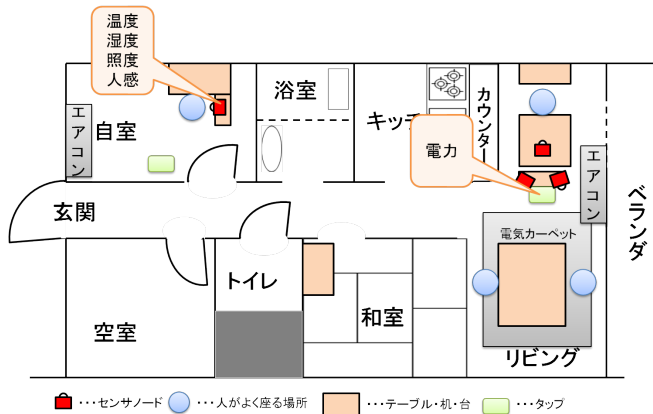 温度
湿度
照度
人感
エアコン
自室
浴室
キッチ
カウンター
電力
エアコン
ベランダ
玄関
電気カーペット
トイレ
和室
空室
リビング
・・・センサノード
・・・人がよく座る場所
・・・テーブル・机・台
・・・タップ